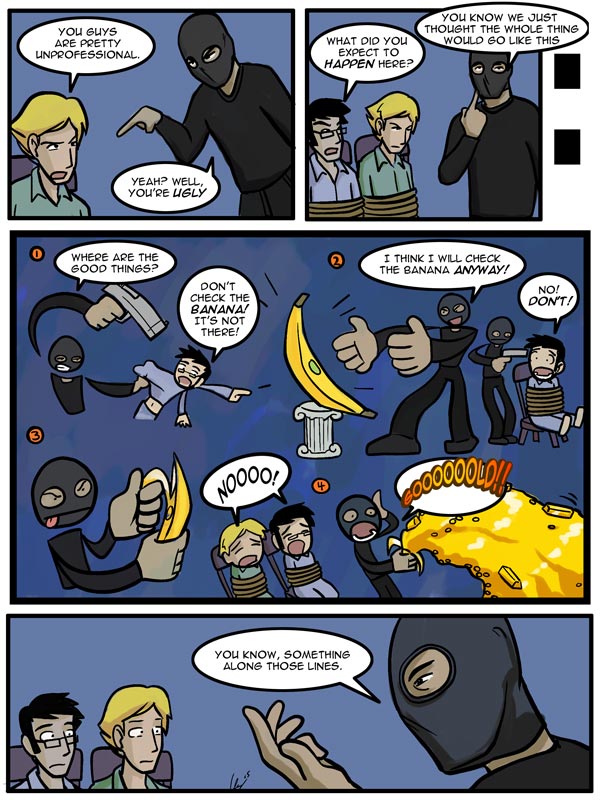 YOU GUYS
ARE PRETTY
UNPROFESSIONAL.
YEAH? WELL,
YOU'RE UGLY
WHAT DID YOU
EXPECT TO
HAPPEN HERE?
YOU KNOW WE JUST
THOUGHT THE WHOLE THING
WOULD GO LIKE THIS
1
WHERE ARE THE
GOOD THINGS?
DON'T
CHECK THE
BANANA!
IT'S NOT
THERE!
2
I THINK I WILL CHECK
THE BANANA ANYWAY!
NO!
DON'T!
3
NOOOO!
4
GOOOOOOLD!!
YOU KNOW, SOMETHING
ALONG THOSE LINES.